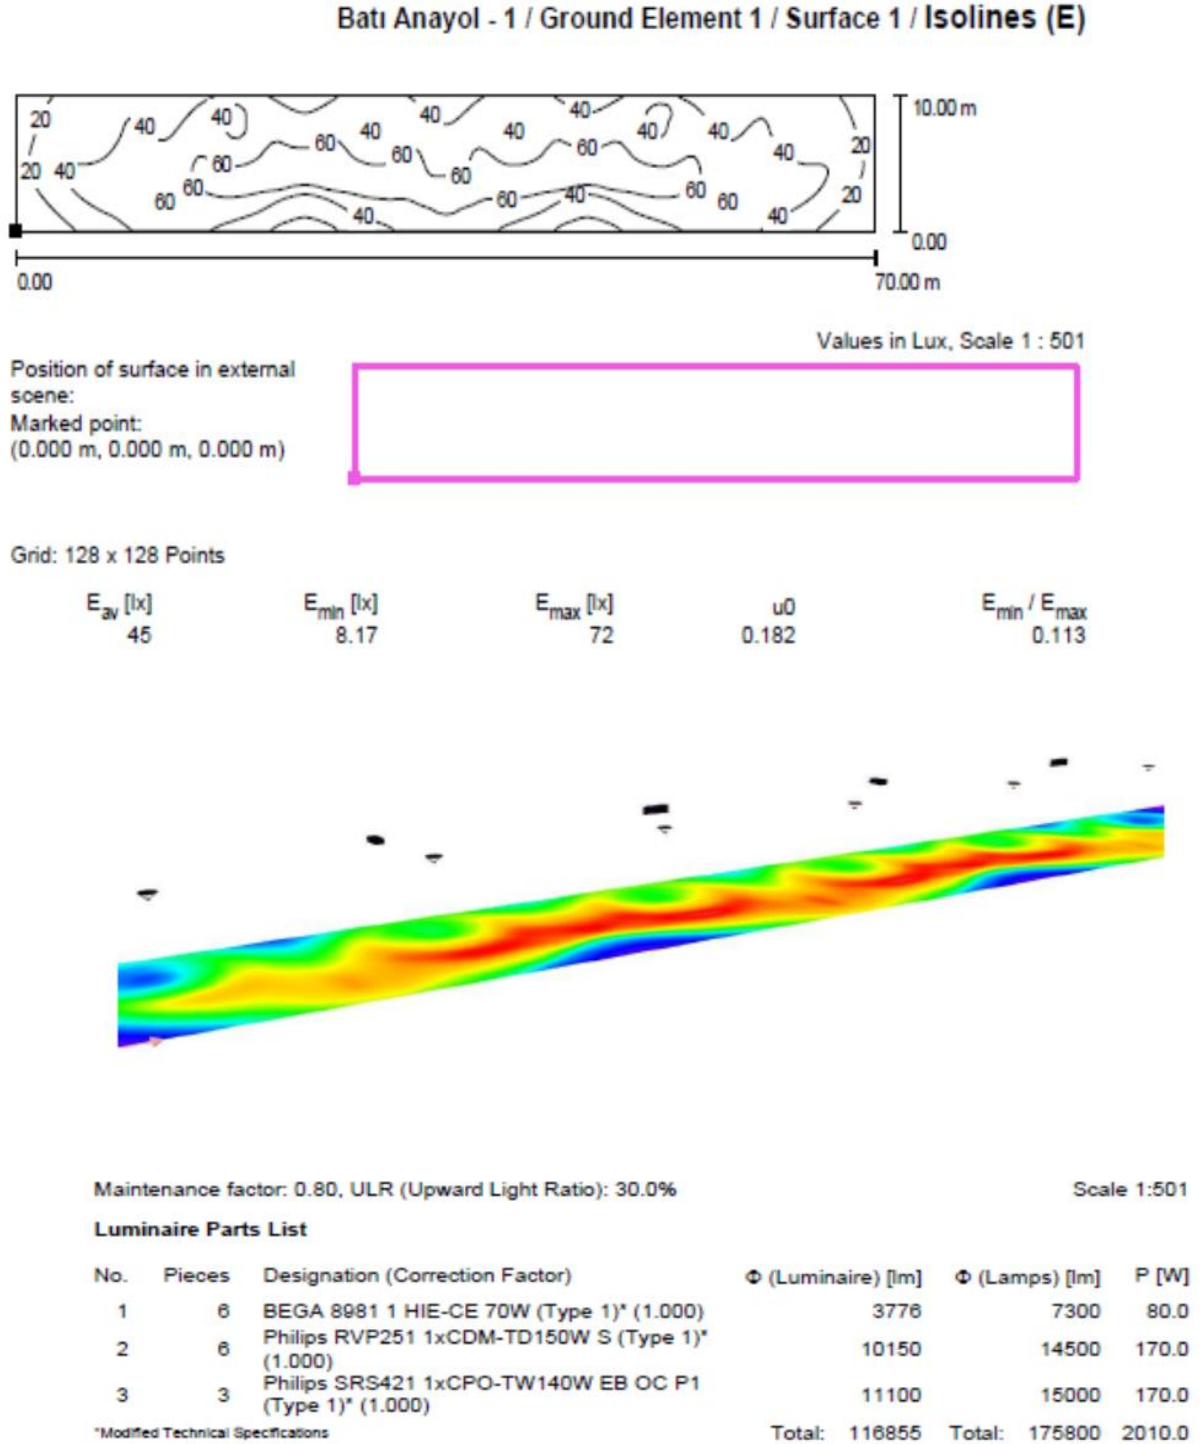 Batı Anayol - 1 / Ground Element 1 / Surface 1 / Isolines (E)
20 40 40 40 40 40 40 40 40 40 20
60 60 40 60 60 60 40
20 40 60 60 60 40 60 60 60 40 20
10.00 m
0.00
0.00 70.00 m
Values in Lux, Scale 1 : 501
Position of surface in external
scene:
Marked point:
(0.000 m, 0.000 m, 0.000 m)
Grid: 128 x 128 Points
Eav [lx] Emin [lx] Emax [lx] u0 Emin / Emax
45 8.17 72 0.182 0.113
Maintenance factor: 0.80, ULR (Upward Light Ratio): 30.0% Scale 1:501
Luminaire Parts List
No. Pieces Designation (Correction Factor) Φ (Luminaire) [lm] Φ (Lamps) [lm] P [W]
1 6 BEGA 8981 1 HIE-CE 70W (Type 1)* (1.000) 3776 7300 80.0
2 6 Philips RVP251 1xCDM-TD150W S (Type 1)* (1.000) 10150 14500 170.0
3 3 Philips SRS421 1xCPO-TW140W EB OC P1 (Type 1)* (1.000) 11100 15000 170.0
*Modified Technical Specifications Total: 116855 Total: 175800 2010.0